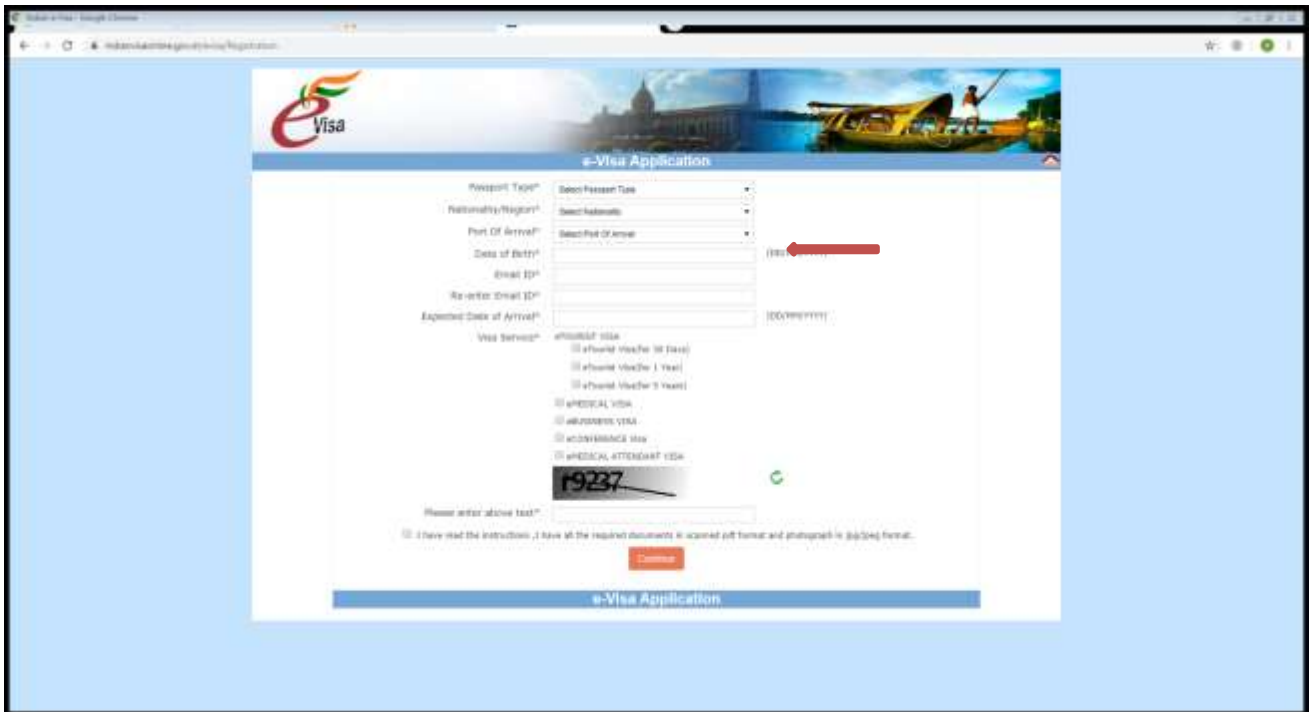 Indian e-Visa - Google Chrome
e Visa
e-Visa Application
Passport Type* Select Passport Type
Nationality/Region* Select Nationality
Port Of Arrival* Select Port Of Arrival
Date of Birth*
Email ID*
Re-enter Email ID*
Expected Date of Arrival* (DD/MM/YYYY)
Visa Service* eTOURIST VISA
eTourist Visa(for 30 Days)
eTourist Visa(for 1 Year)
eTourist Visa(for 5 Years)
eMEDICAL VISA
eBUSINESS VISA
eCONFERENCE Visa
eMEDICAL ATTENDANT VISA
r9237
Please enter above text*
I have read the instructions ,I have all the required documents in scanned pdf format and photograph in jpg/jpeg format.
Continue
e-Visa Application